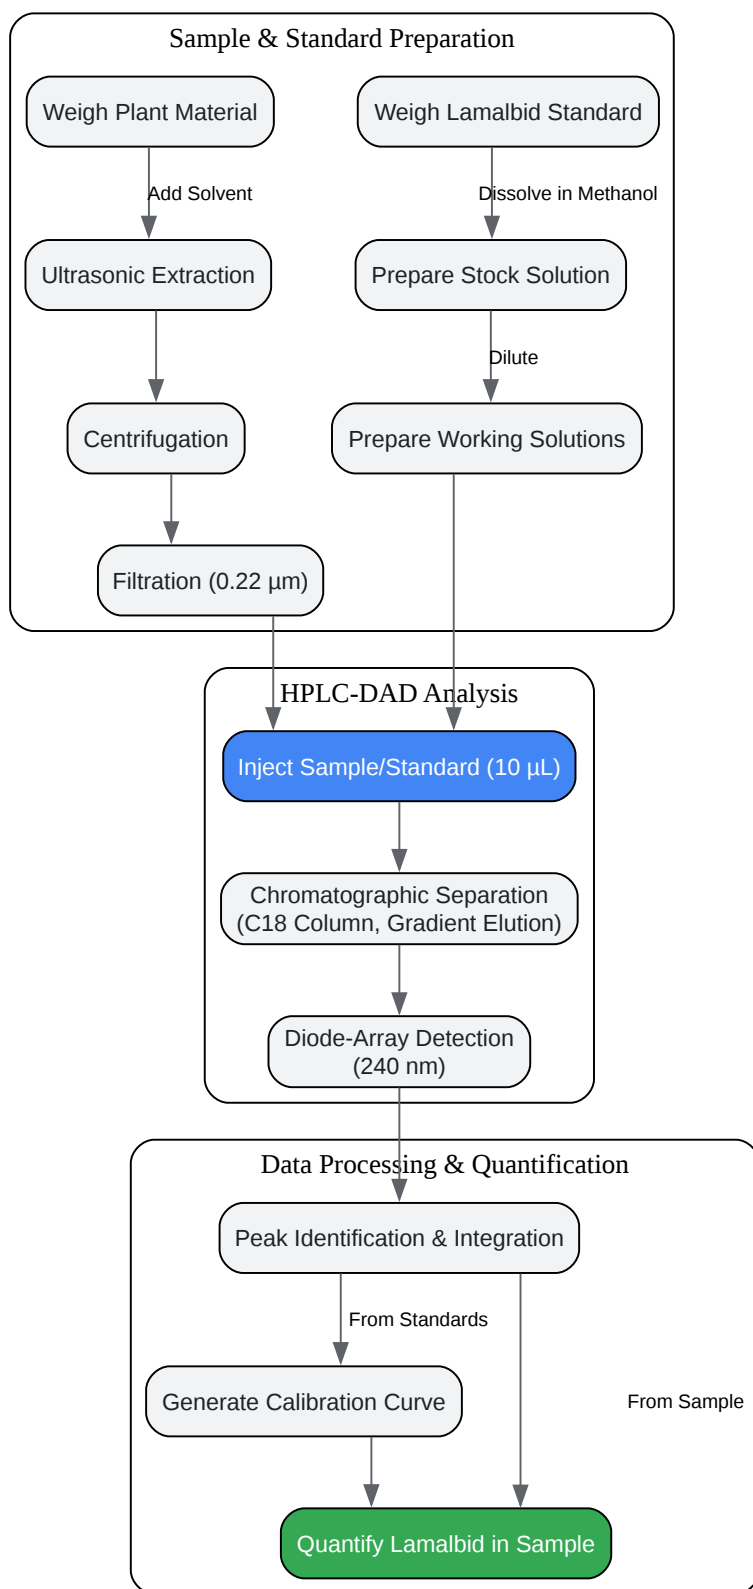 Sample & Standard Preparation
Weigh Plant Material
Weigh Lamalbid Standard
Add Solvent
Dissolve in Methanol
Ultrasonic Extraction
Prepare Stock Solution
Dilute
Centrifugation
Prepare Working Solutions
Filtration (0.22 µm)
HPLC-DAD Analysis
Inject Sample/Standard (10 µL)
Chromatographic Separation
(C18 Column, Gradient Elution)
Diode-Array Detection
(240 nm)
Data Processing & Quantification
Peak Identification & Integration
From Standards
Generate Calibration Curve
From Sample
Quantify Lamalbid in Sample